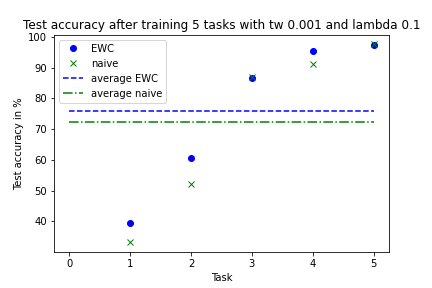 Test accuracy after training 5 task with tw 0.001 and lambda 0.1
100
90
80
70
60
50
40
Test accuracy in %
EWC
naive
average EWC
average naive
0
1
2
3
4
5
Task